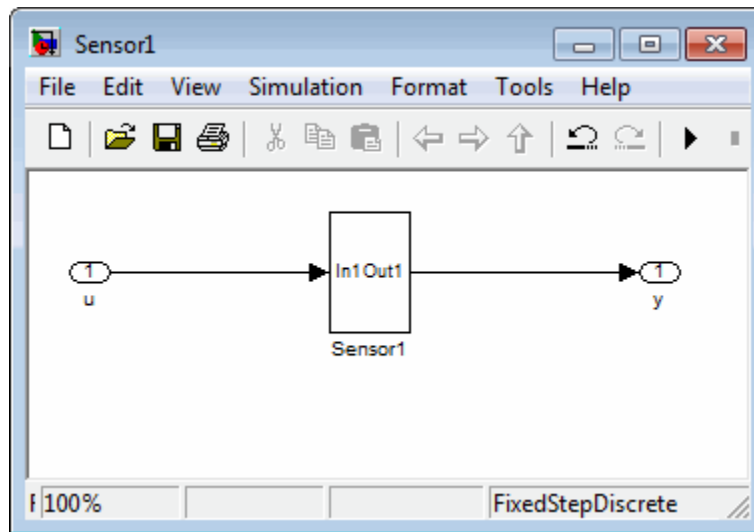 Sensor1
File Edit View Simulation Format Tools Help
1 In1 Out1 1
u y
Sensor1
100% FixedStepDiscrete